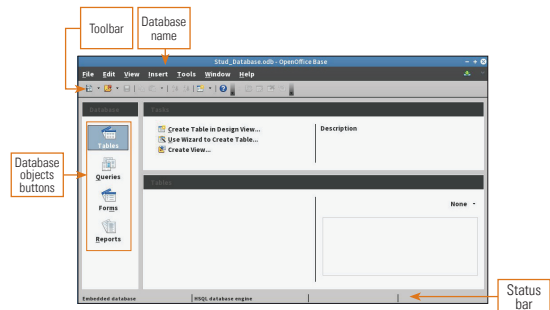 Toolbar
Database
name
Stud_Database.odb - OpenOffice Base
File Edit View Insert Tools Window Help
Database
Tasks
Tables
Queries
Forms
Reports
Create Table in Design View...
Use Wizard to Create Table...
Create View...
Description
Tables
None
Database
objects
buttons
Embedded database
HSQL database engine
Status
bar